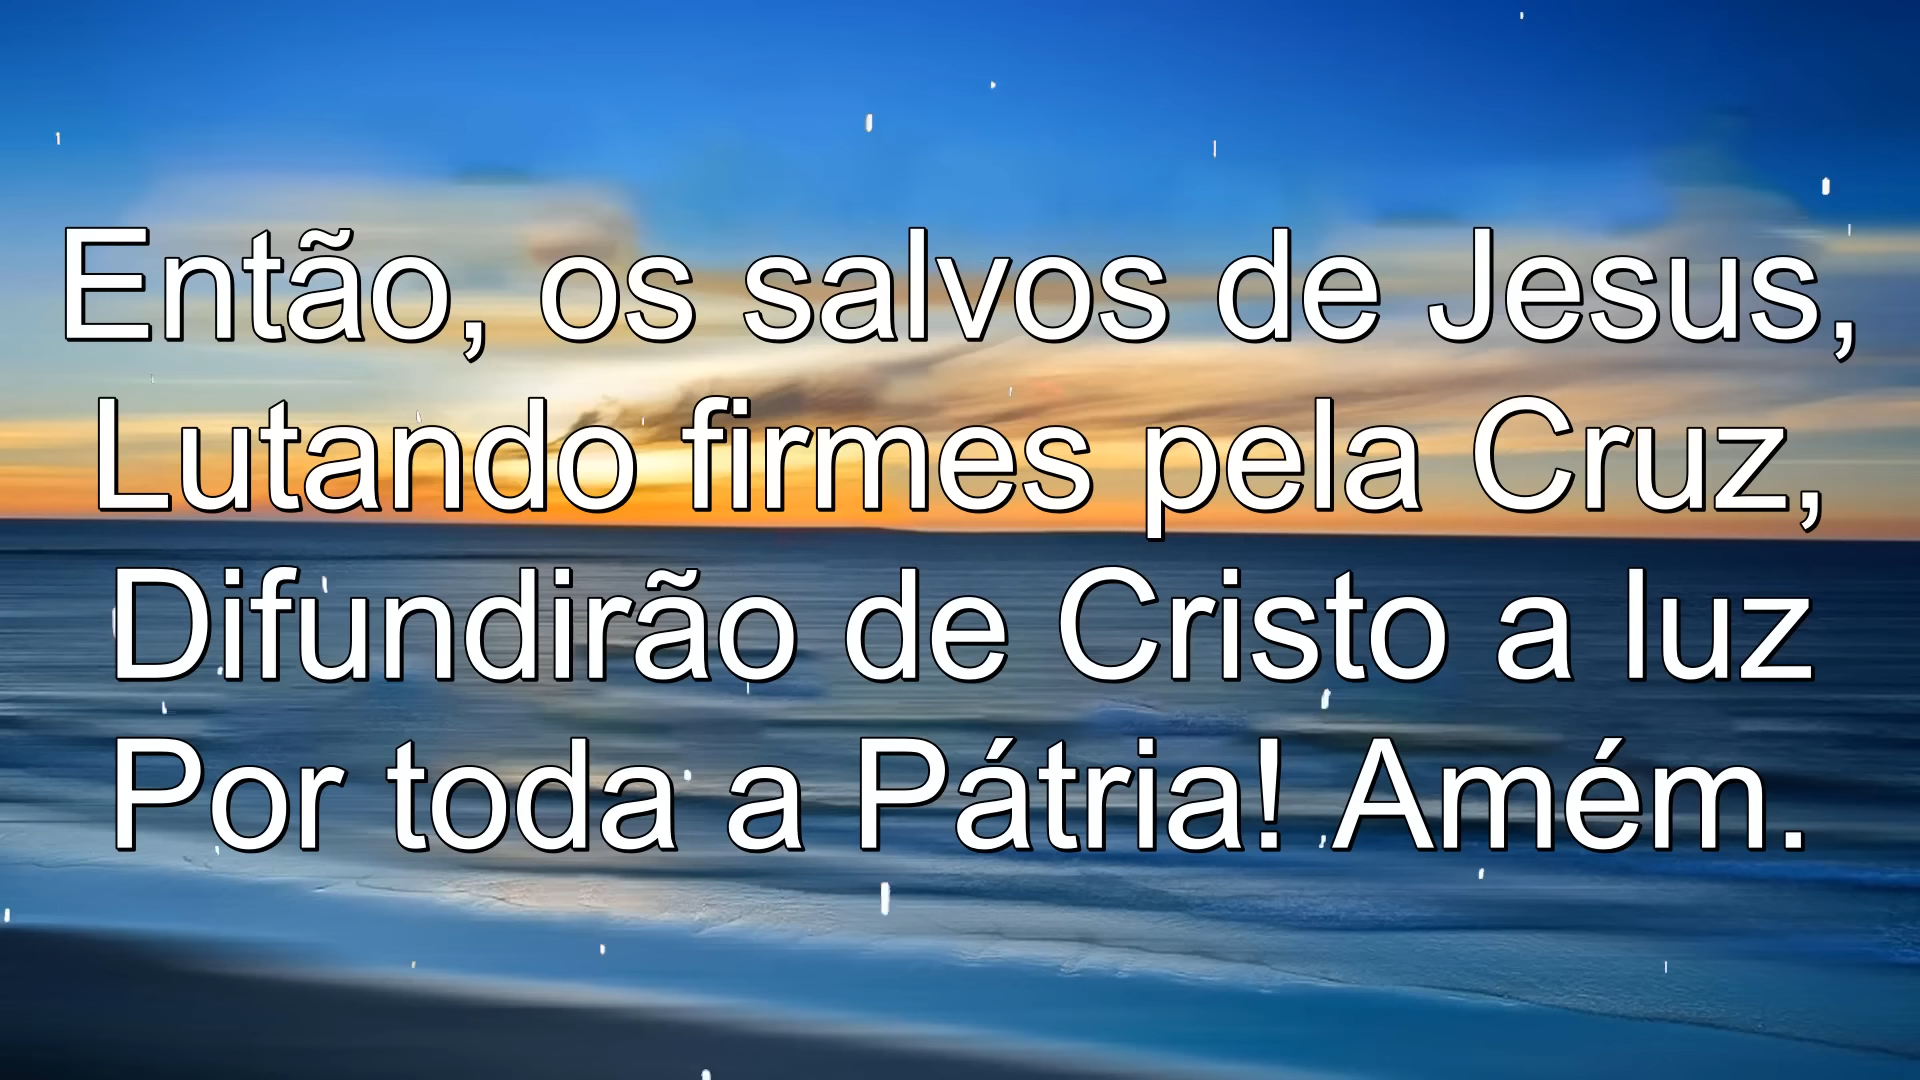 Então, os salvos de Jesus,
Lutando firmes pela Cruz,
Difundirão de Cristo a luz
Por toda a Pátria! Amém.